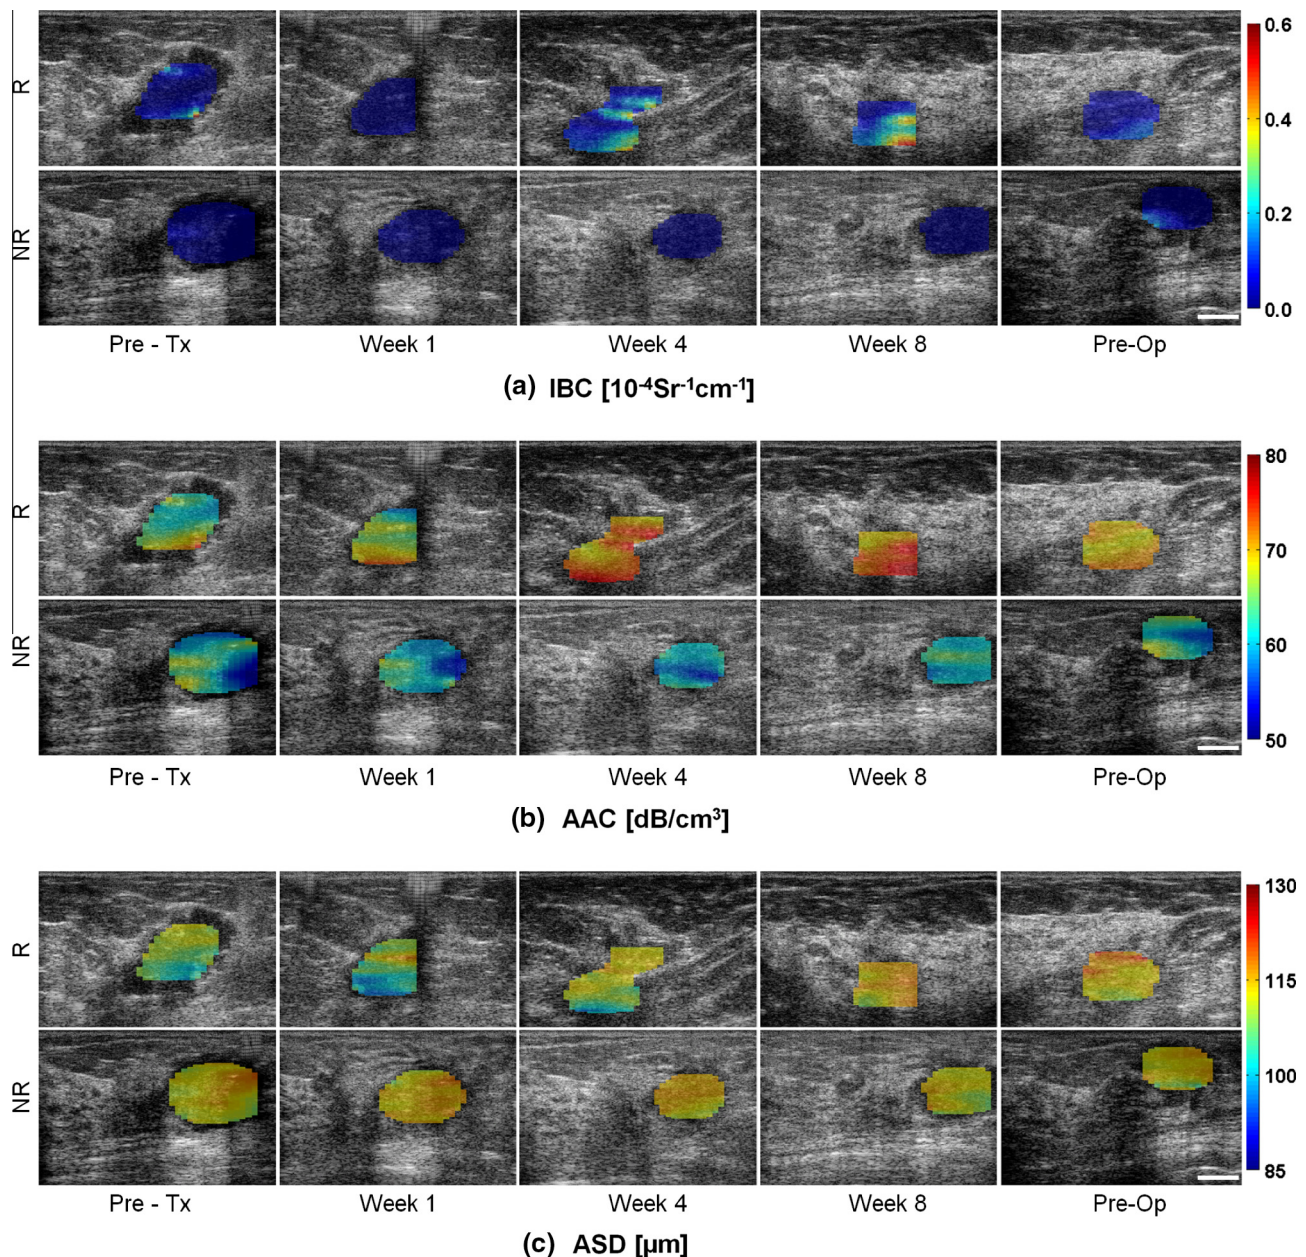 R
NR
0.6
0.4
0.2
0.0
Pre - Tx Week 1 Week 4 Week 8 Pre-Op
(a) IBC [10⁻⁴Sr⁻¹cm⁻¹]
R
NR
80
70
60
50
Pre - Tx Week 1 Week 4 Week 8 Pre-Op
(b) AAC [dB/cm³]
R
NR
130
115
100
85
Pre - Tx Week 1 Week 4 Week 8 Pre-Op
(c) ASD [µm]